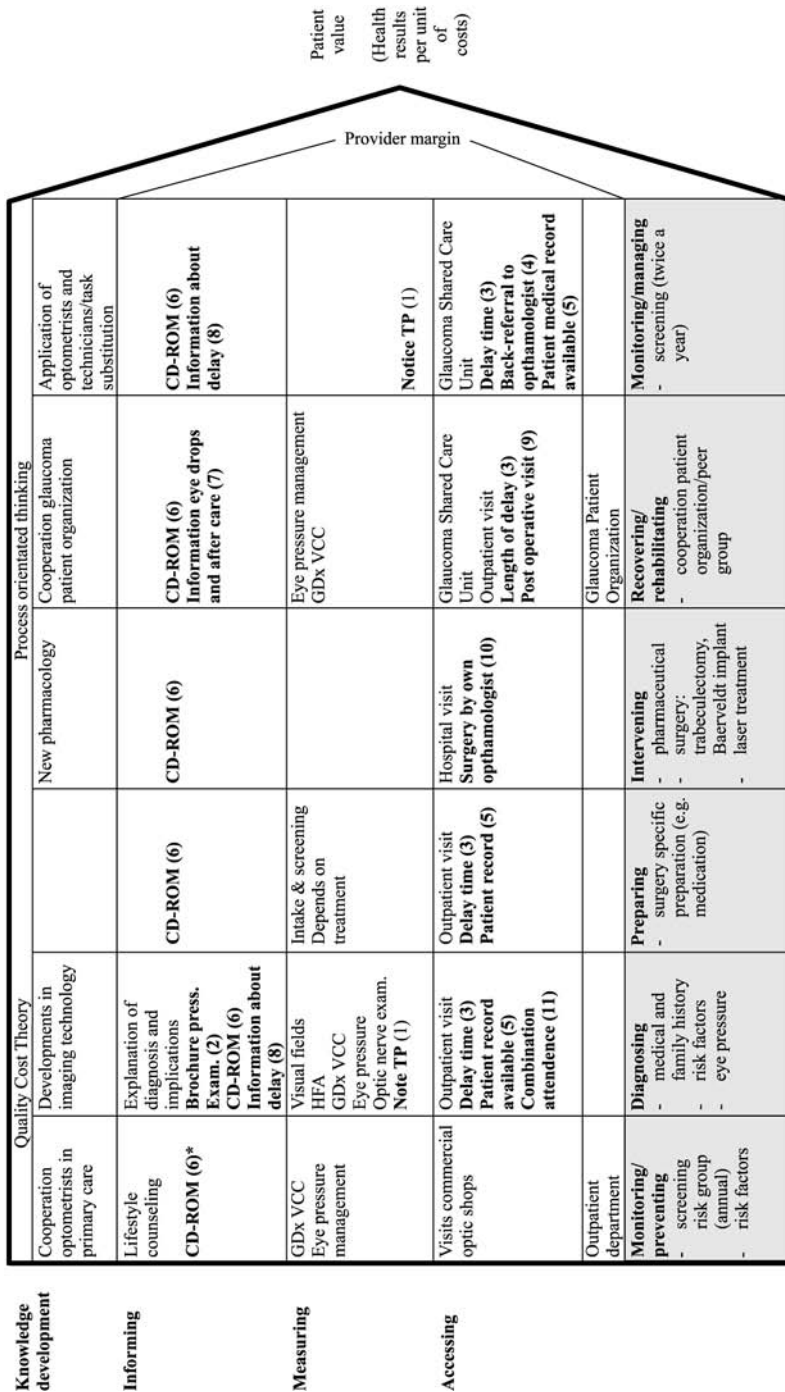 Quality Cost Theory
Process orientated thinking
Knowledge
development
Cooperation
optometrists in
primary care
Developments in
imaging technology
New pharmacology
Cooperation glaucoma
patient organization
Application of
optometrists and
technicians/task
substitution
Informing
Lifestyle
counseling
CD-ROM (6)*
Explanation of
diagnosis and
implications
Brochure press.
Exam. (2)
CD-ROM (6)
Information about
delay (8)
CD-ROM (6)
CD-ROM (6)
CD-ROM (6)
Information eye drops
and after care (7)
CD-ROM (6)
Information about
delay (8)
Measuring
GDx VCC
Eye pressure
management
Visual fields
HFA
GDx VCC
Eye pressure
Optic nerve exam.
Note TP (1)
Intake & screening
Depends on
treatment
Eye pressure management
GDx VCC
Notice TP (1)
Accessing
Visits commercial
optic shops
Outpatient visit
Delay time (3)
Patient record
available (5)
Combination
attendence (11)
Outpatient visit
Delay time (3)
Patient record (5)
Hospital visit
Surgery by own
opthamologist (10)
Glaucoma Shared Care
Unit
Outpatient visit
Length of delay (3)
Post operative visit (9)
Glaucoma Shared Care
Unit
Delay time (3)
Back-referral to
opthamologist (4)
Patient medical record
available (5)
Outpatient
department
Glaucoma Patient
Organization
Monitoring/
preventing
- screening
risk group
(annual)
- risk factors
Diagnosing
- medical and
family history
- risk factors
- eye pressure
Preparing
- surgery specific
preparation (e.g.
medication)
Intervening
- pharmaceutical
- surgery:
trabeculectomy,
Baerveldt implant
- laser treatment
Recovering/
rehabilitating
- cooperation patient
organization/peer
group
Monitoring/managing
- screening (twice a
year)
Provider margin
Patient
value
(Health
results
per unit
of
costs)